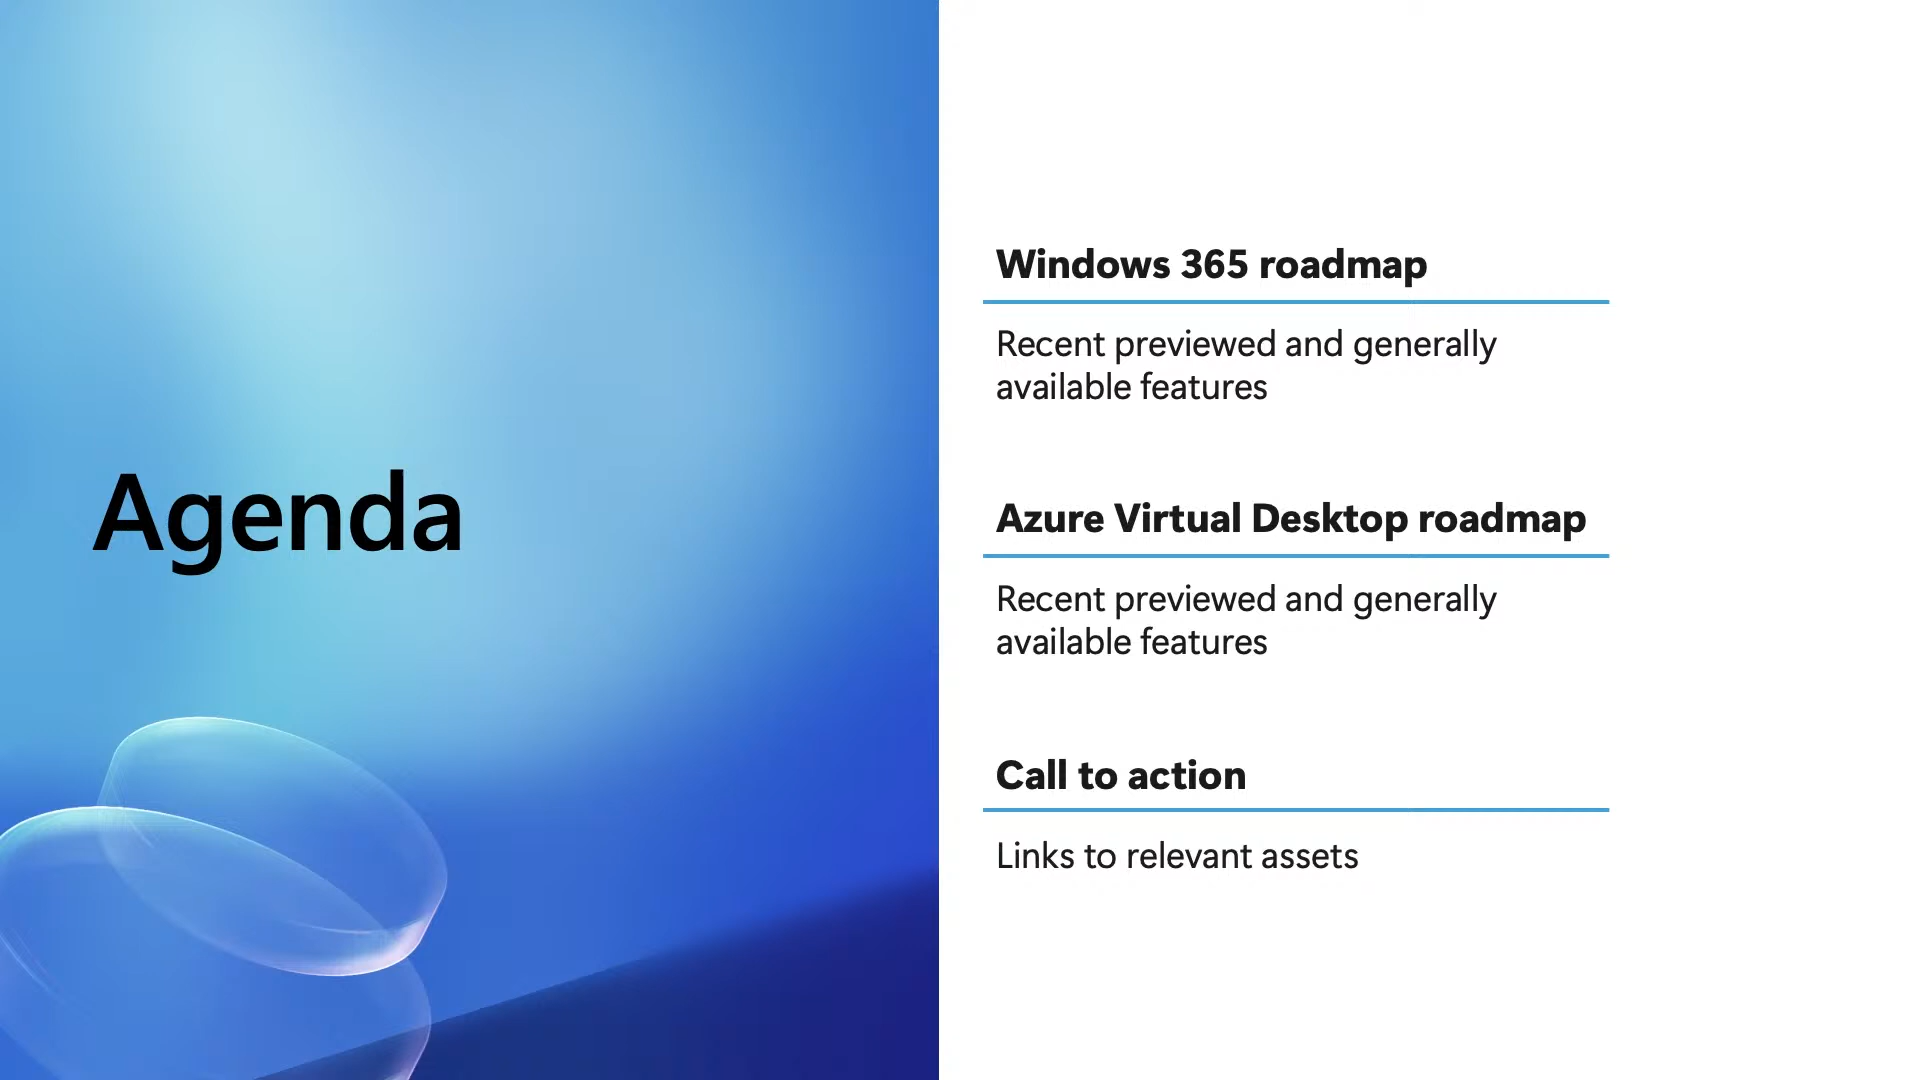 Agenda
Windows 365 roadmap
Recent previewed and generally
available features
Azure Virtual Desktop roadmap
Recent previewed and generally
available features
Call to action
Links to relevant assets